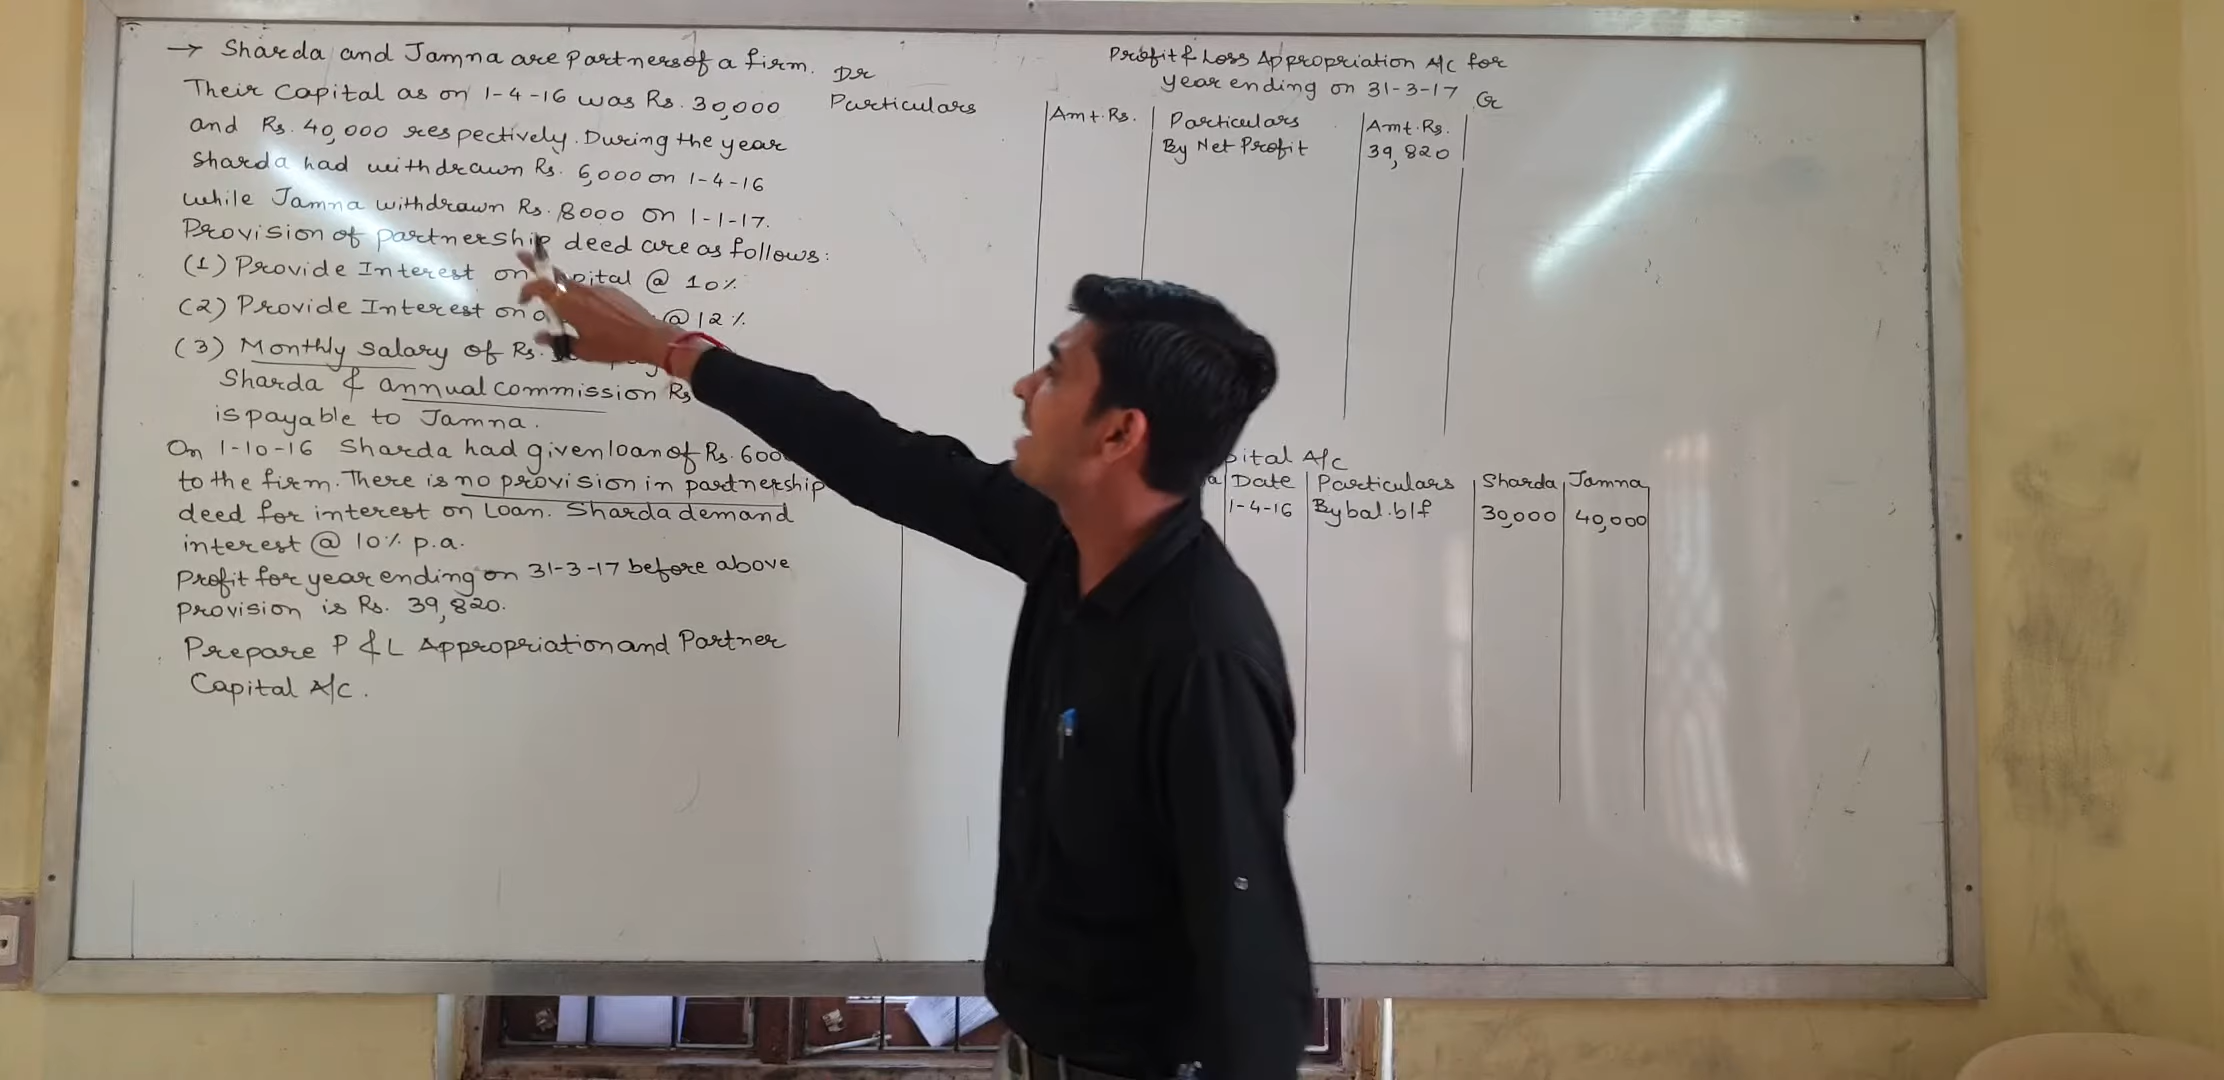 → Sharda and Jamna are Partners of a firm.
Their Capital as on 1-4-16 was Rs. 30,000
and Rs. 40,000 respectively. During the year
Sharda had withdrawn Rs. 6,000 on 1-4-16
while Jamna withdrawn Rs. 8000 on 1-1-17.
Provision of partnership deed are as follows:
(1) Provide Interest on pital @ 10%
(2) Provide Interest on @ 12%
(3) Monthly Salary of Rs.
Sharda & annual commission Rs
is payable to Jamna.
On 1-10-16 Sharda had given loan of Rs. 600
to the firm. There is no provision in partnership
deed for interest on Loan. Sharda demand
interest @ 10% p.a.
Profit for year ending on 31-3-17 before above
provision is Rs. 39,820.
Prepare P & L Appropriation and Partner
Capital A/c.
Profit & Loss Appropriation A/c for
Year ending on 31-3-17
Dr Cr
Particulars Amt.Rs. Particulars Amt.Rs.
By Net Profit 39,820
pital A/c
a Date Particulars Sharda Jamna
1-4-16 By bal. b/f 30,000 40,000